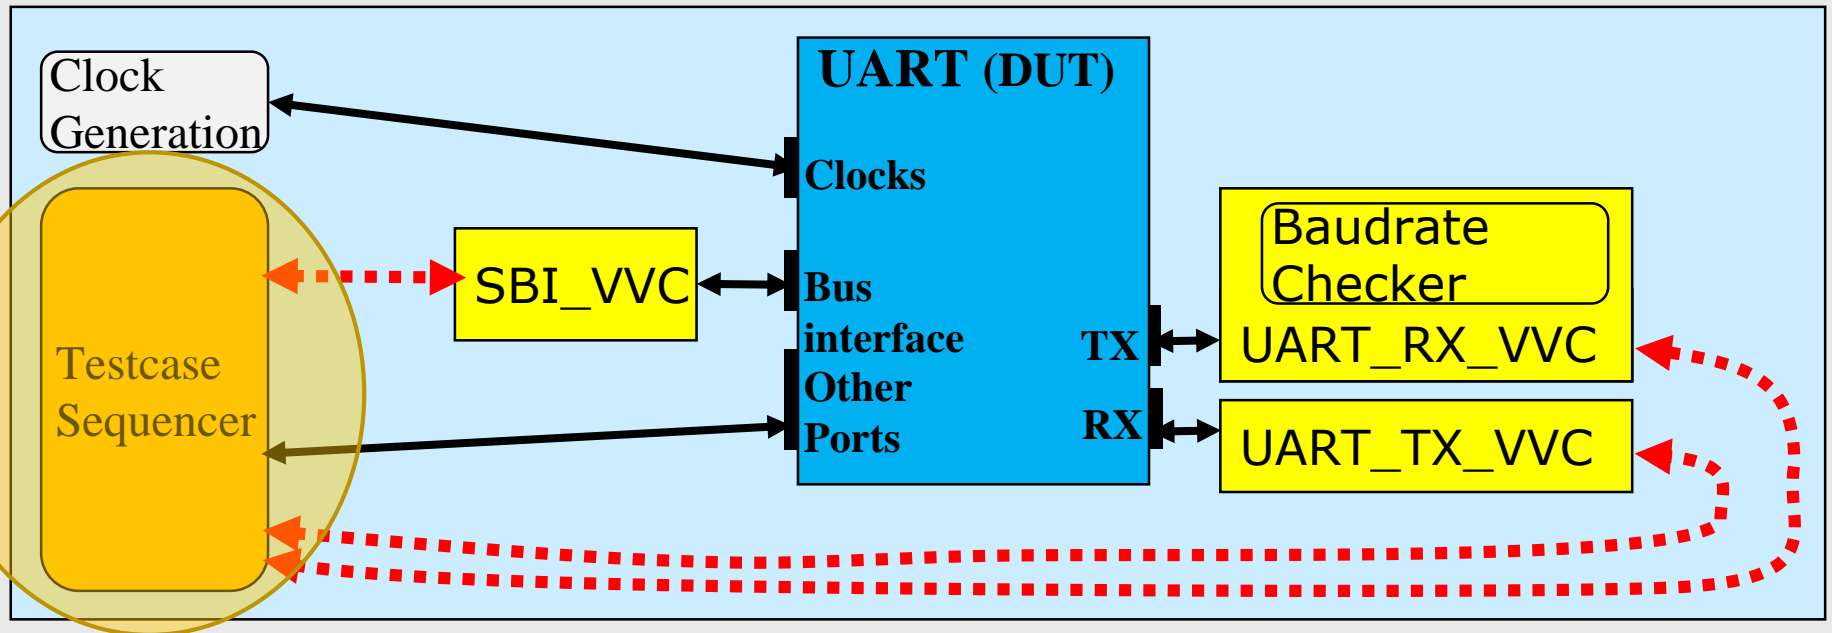 Clock
Generation
Testcase
Sequencer
SBI_VVC
UART (DUT)
Clocks
Bus
interface
Other
Ports
TX
RX
Baudrate
Checker
UART_RX_VVC
UART_TX_VVC